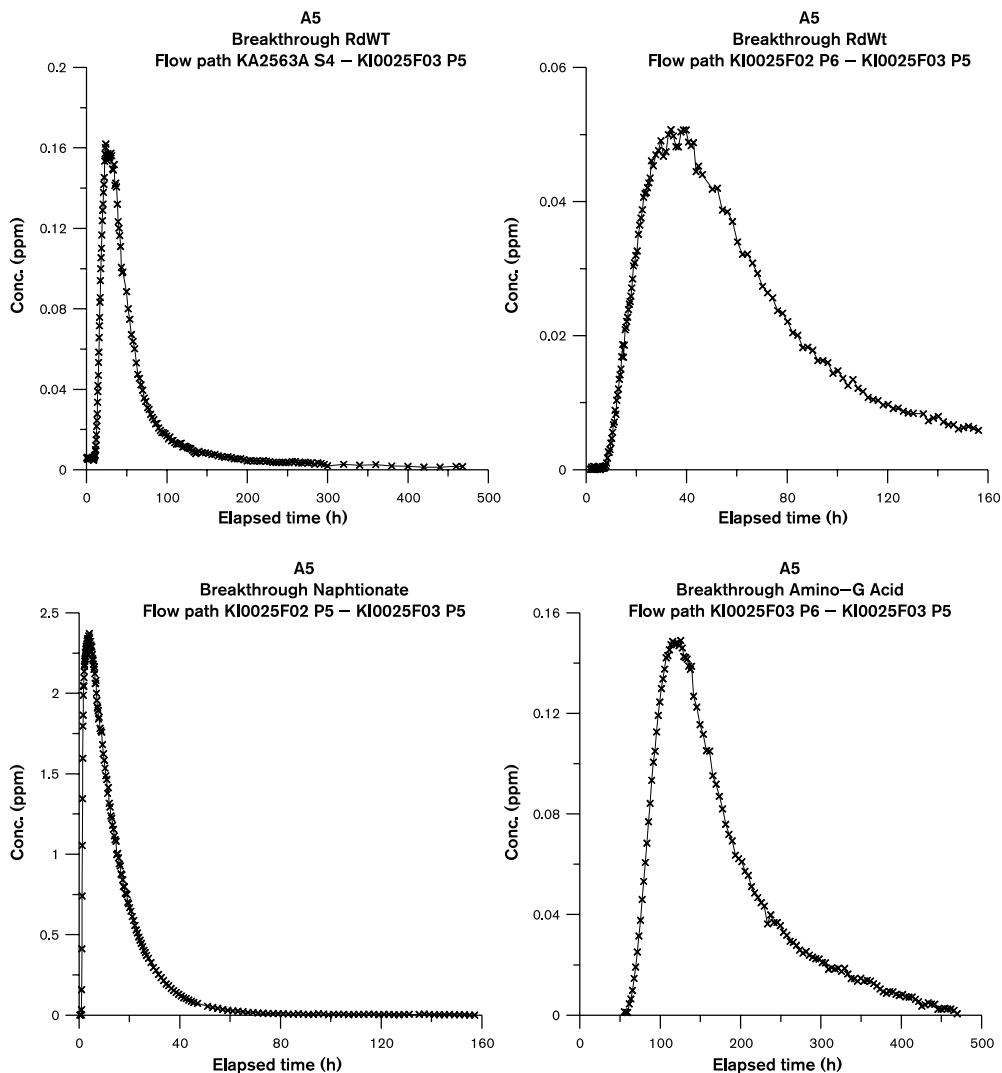 A5
Breakthrough RdWT
Flow path KA2563A S4 – KI0025F03 P5
0.2
0.16
0.12
0.08
0.04
0
Conc. (ppm)
0 100 200 300 400 500
Elapsed time (h)
A5
Breakthrough RdWt
Flow path KI0025F02 P6 – KI0025F03 P5
0.06
0.04
0.02
0
Conc. (ppm)
0 40 80 120 160
Elapsed time (h)
A5
Breakthrough Naphtionate
Flow path KI0025F02 P5 – KI0025F03 P5
2.5
2
1.5
1
0.5
0
Conc. (ppm)
0 40 80 120 160
Elapsed time (h)
A5
Breakthrough Amino–G Acid
Flow path KI0025F03 P6 – KI0025F03 P5
0.16
0.12
0.08
0.04
0
Conc. (ppm)
0 100 200 300 400 500
Elapsed time (h)